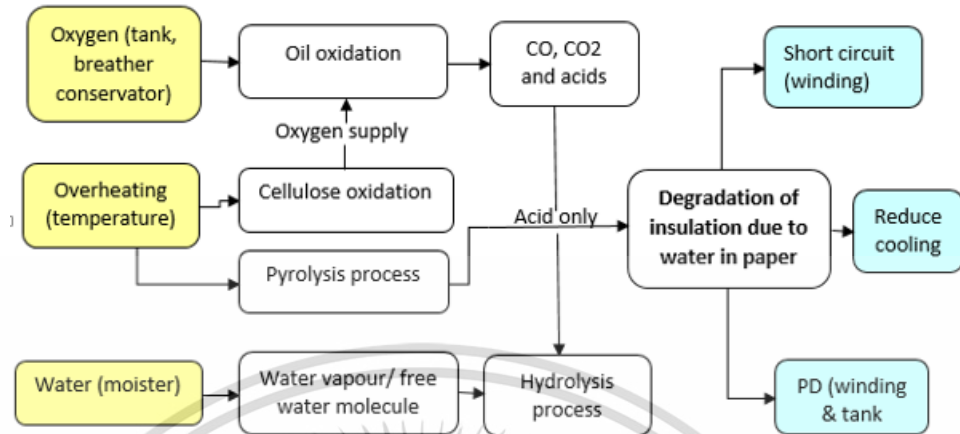 Oxygen (tank,
breather
conservator)
Oil oxidation
CO, CO2
and acids
Short circuit
(winding)
Oxygen supply
Overheating
(temperature)
Cellulose oxidation
Acid only
Degradation of
insulation due to
water in paper
Reduce
cooling
Pyrolysis process
Water (moister)
Water vapour/ free
water molecule
Hydrolysis
process
PD (winding
& tank